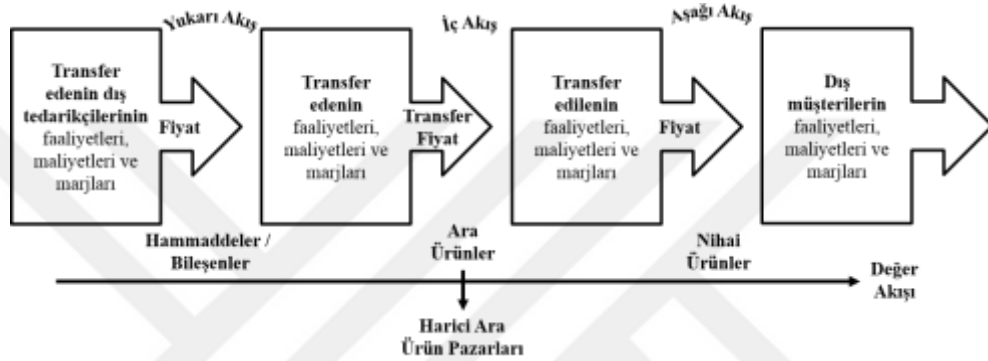 Yukarı Akış
İç Akış
Aşağı Akış
Transfer
edenin dış
tedarikçilerinin
faaliyetleri,
maliyetleri ve
marjları
Fiyat
Transfer
edenin
faaliyetleri,
maliyetleri ve
marjları
Transfer
Fiyat
Transfer
edilenin
faaliyetleri,
maliyetleri ve
marjları
Fiyat
Dış
müşterilerin
faaliyetleri,
maliyetleri ve
marjları
Hammaddeler /
Bileşenler
Ara
Ürünler
Nihai
Ürünler
Değer
Akışı
Harici Ara
Ürün Pazarları